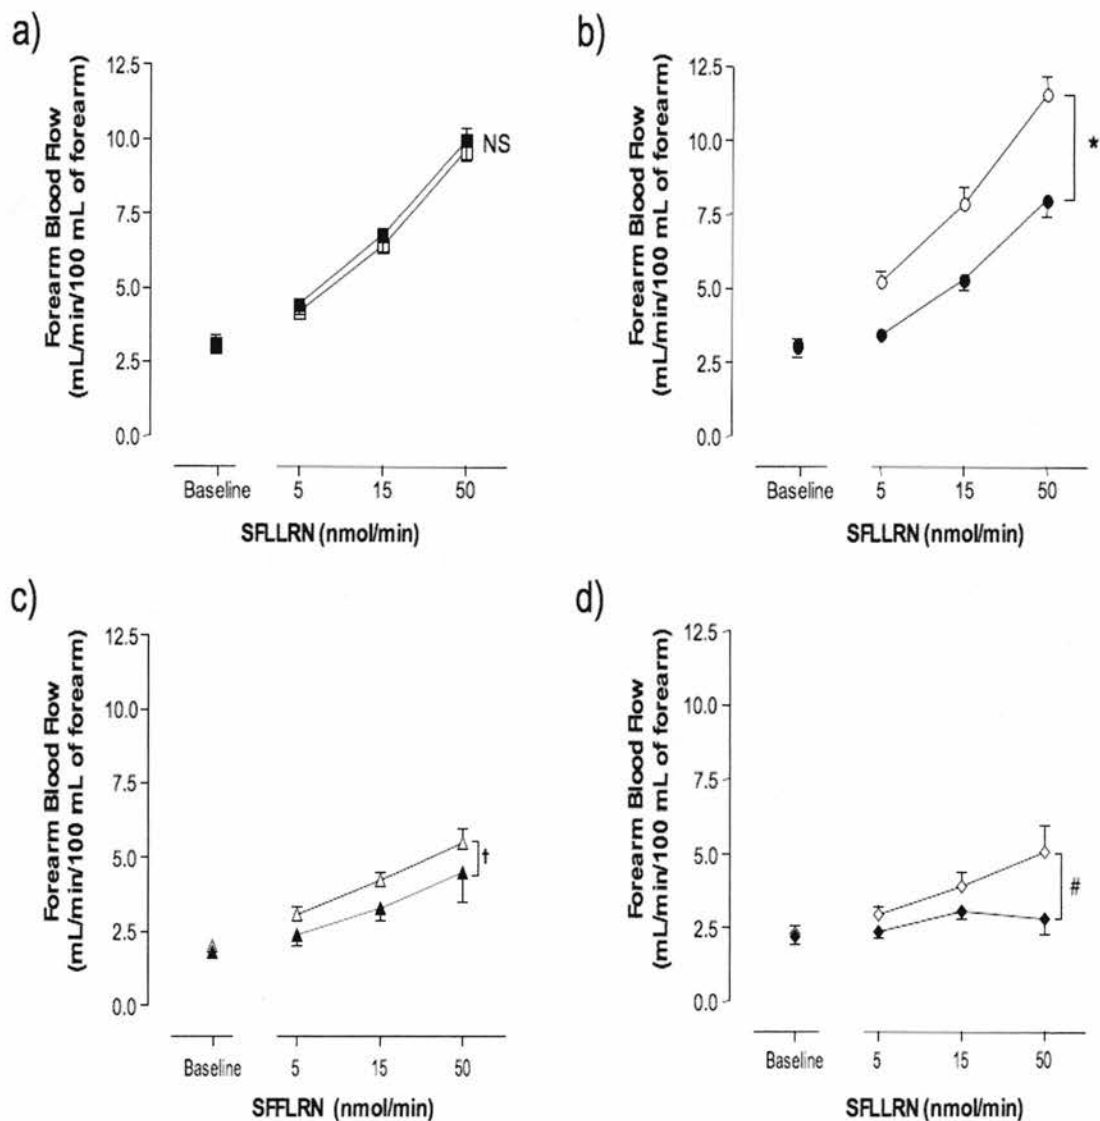 a)
Forearm Blood Flow
(mL/min/100 mL of forearm)
12.5
10.0
7.5
5.0
2.5
0.0
NS
Baseline
5
15
50
SFLLRN (nmol/min)
b)
Forearm Blood Flow
(mL/min/100 mL of forearm)
12.5
10.0
7.5
5.0
2.5
0.0
*
Baseline
5
15
50
SFLLRN (nmol/min)
c)
Forearm Blood Flow
(mL/min/100 mL of forearm)
12.5
10.0
7.5
5.0
2.5
0.0
†
Baseline
5
15
50
SFFLRN (nmol/min)
d)
Forearm Blood Flow
(mL/min/100 mL of forearm)
12.5
10.0
7.5
5.0
2.5
0.0
#
Baseline
5
15
50
SFLLRN (nmol/min)